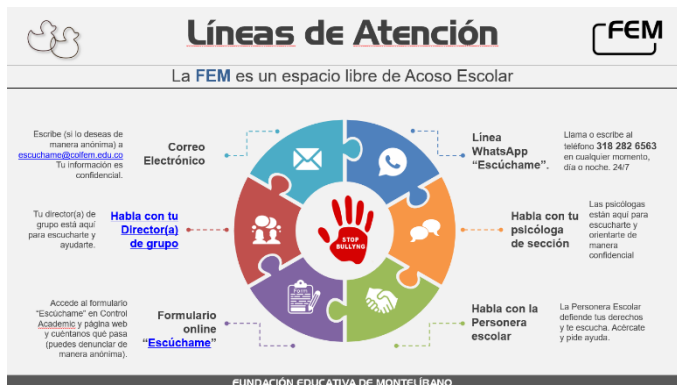 Líneas de Atención
FEM
La FEM es un espacio libre de Acoso Escolar
Escribe (si lo deseas de
manera anónima) a
escuchame@colfem.edu.co
Tu información es
confidencial.
Correo
Electrónico
Línea
WhatsApp
“Escúchame”.
Llama o escribe al
teléfono 318 282 6563
en cualquier momento,
día o noche. 24/7
Tu director(a) de
grupo está aquí
para escucharte y
ayudarte.
Habla con tu
Director(a)
de grupo
STOP
BULLYNG
Habla con tu
psicóloga
de sección
Las psicólogas
están aquí para
escucharte y
orientarte de
manera
confidencial
Accede al formulario
“Escúchame” en Control
Academic y página web
y cuéntanos qué pasa
(puedes denunciar de
manera anónima).
Formulario
online
“Escúchame”
Form
Habla con la
Personera
escolar
La Personera Escolar
defiende tus derechos
y te escucha. Acércate
y pide ayuda.
FUNDACIÓN EDUCATIVA DE MONTELÍBANO